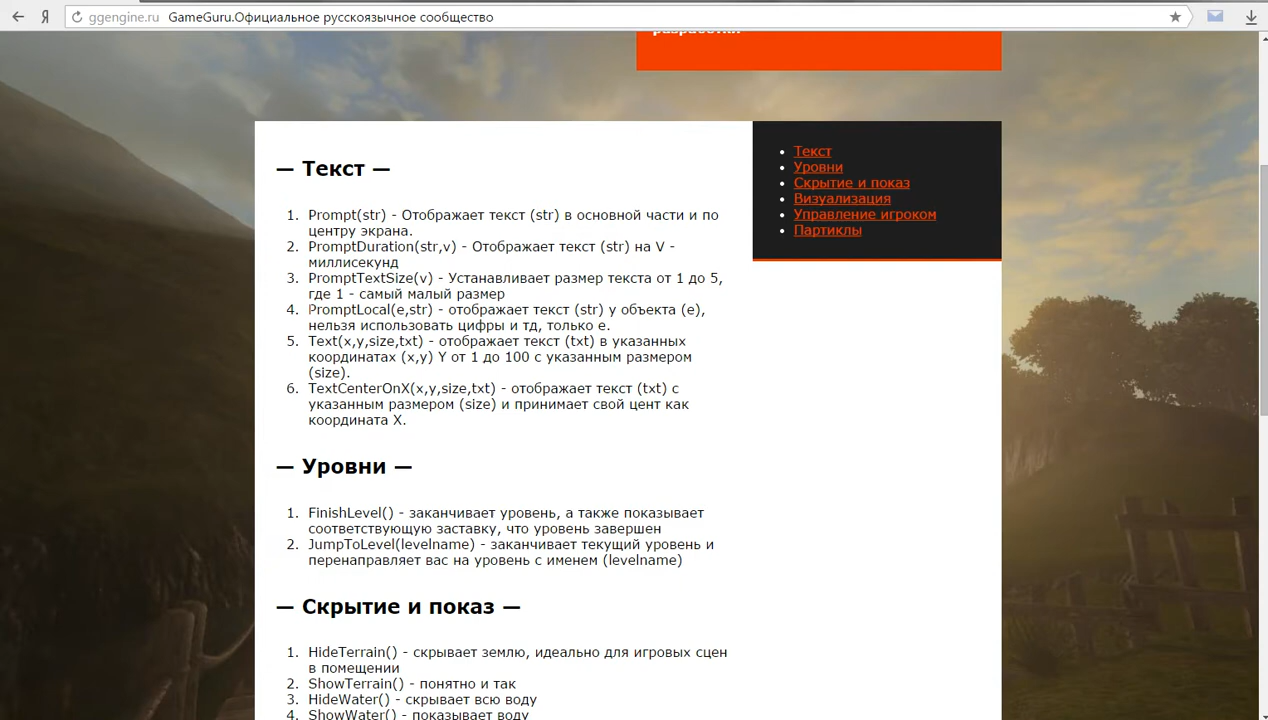 ggengine.ru GameGuru.Официальное русскоязычное сообщество
— Текст —
1. Prompt(str) - Отображает текст (str) в основной части и по
центру экрана.
2. PromptDuration(str,v) - Отображает текст (str) на V -
миллисекунд
3. PromptTextSize(v) - Устанавливает размер текста от 1 до 5,
где 1 - самый малый размер
4. PromptLocal(e,str) - отображает текст (str) у объекта (e),
нельзя использовать цифры и тд, только e.
5. Text(x,y,size,txt) - отображает текст (txt) в указанных
координатах (x,y) Y от 1 до 100 с указанным размером
(size).
6. TextCenterOnX(x,y,size,txt) - отображает текст (txt) с
указанным размером (size) и принимает свой цент как
координата X.
— Уровни —
1. FinishLevel() - заканчивает уровень, а также показывает
соответствующую заставку, что уровень завершен
2. JumpToLevel(levelname) - заканчивает текущий уровень и
перенаправляет вас на уровень с именем (levelname)
— Скрытие и показ —
1. HideTerrain() - скрывает землю, идеально для игровых сцен
в помещении
2. ShowTerrain() - понятно и так
3. HideWater() - скрывает всю воду
4. ShowWater() - показывает воду
Текст
Уровни
Скрытие и показ
Визуализация
Управление игроком
Партиклы